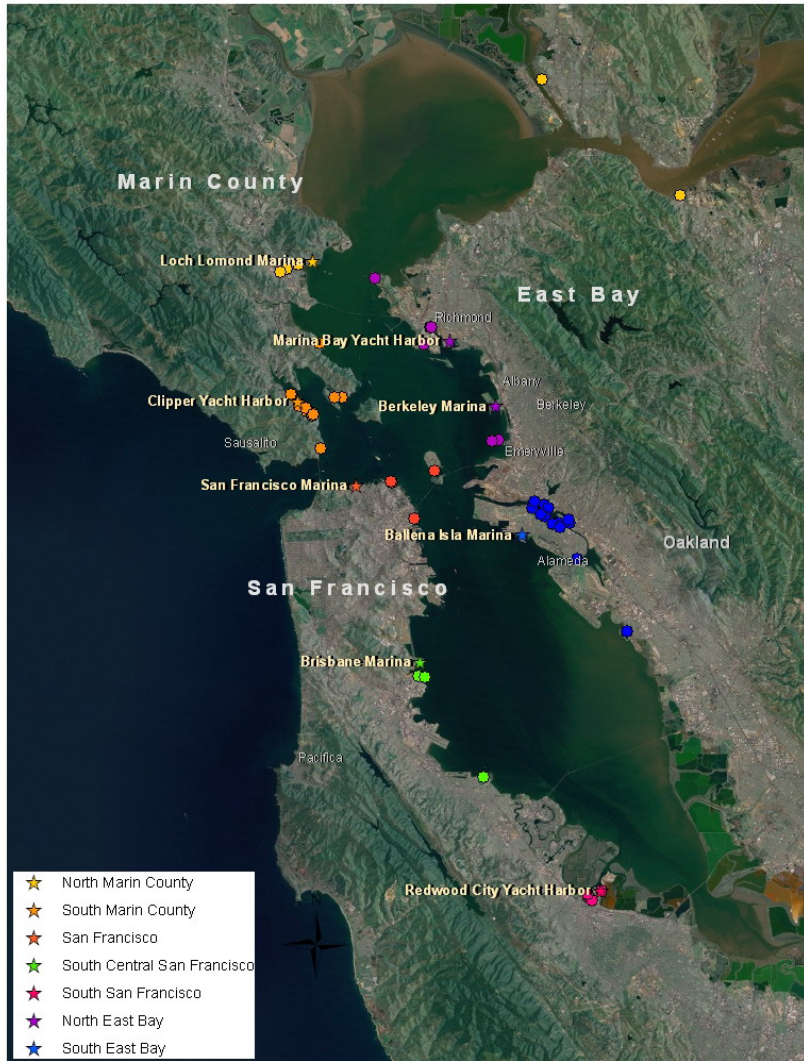 Marin County
Loch Lomond Marina
East Bay
Richmond
Marina Bay Yacht Harbor
Albany
Clipper Yacht Harbor
Berkeley Marina
Berkeley
Sausalito
Emeryville
San Francisco Marina
Ballena Isla Marina
Oakland
Alameda
San Francisco
Brisbane Marina
Pacifica
Redwood City Yacht Harbor
North Marin County
South Marin County
San Francisco
South Central San Francisco
South San Francisco
North East Bay
South East Bay
N